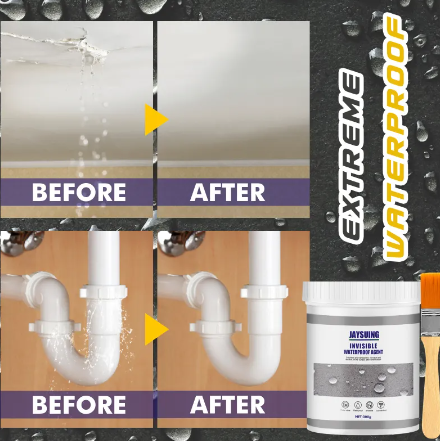 BEFORE
AFTER
EXTREME
WATERPROOF
BEFORE
AFTER
JAYSUING
INVISIBLE
WATERPROOF AGENT